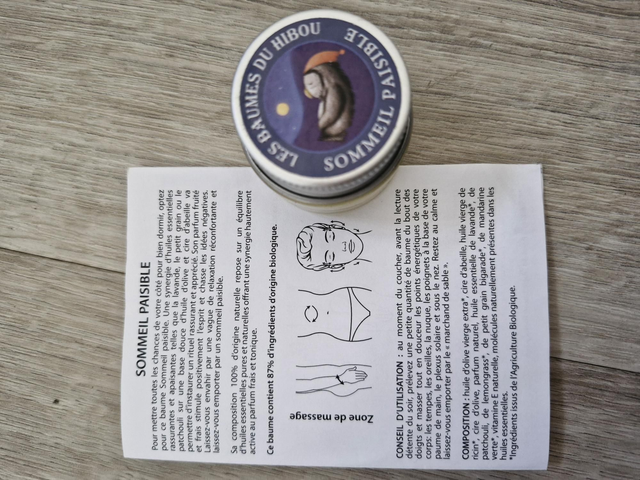 LES BAUMES DU HIBOU
SOMMEIL PAISIBLE
SOMMEIL PAISIBLE
Pour mettre toutes les chances de votre côté pour bien dormir, optez
pour ce baume Sommeil paisible. Une synergie d'huiles essentielles
rassurantes et apaisantes telles que la lavande, le petit grain ou le
patchouli sur une base douce d'huile d'olive et cire d'abeille va
permettre d'instaurer un rituel rassurant et apprécié. Son parfum fruité
et frais stimule positivement l'esprit et chasse les idées négatives.
Laissez-vous envahir par une vague de relaxation réconfortante et
laissez-vous emporter par un sommeil paisible.
Sa composition 100% d'origine naturelle repose sur un équilibre
d'huiles essentielles pures et naturelles offrant une synergie hautement
active au parfum frais et tonique.
Ce baume contient 87% d'ingrédients d'origine biologique.
Zone de massage
CONSEIL D'UTILISATION : au moment du coucher, avant la lecture
détente du soir, prélevez une petite quantité de baume du bout des
doigts et masser tout en douceur les points énergétiques de votre
corps: les tempes, les oreilles, la nuque, les poignets à la base de votre
paume de main, le plexus solaire et sous le nez. Restez au calme et
laissez-vous emporter par le « marchand de sable ».
COMPOSITION : huile d'olive vierge extra*, cire d'abeille, huile vierge de
ricin*, cire d'olive, parfum naturel, huile essentielle de lavande*, de
patchouli, de lemongrass*, de petit grain bigarade*, de mandarine
verte*, vitamine E naturelle, molécules naturellement présentes dans les
huiles essentielles.
*Ingrédients issus de l'Agriculture Biologique.